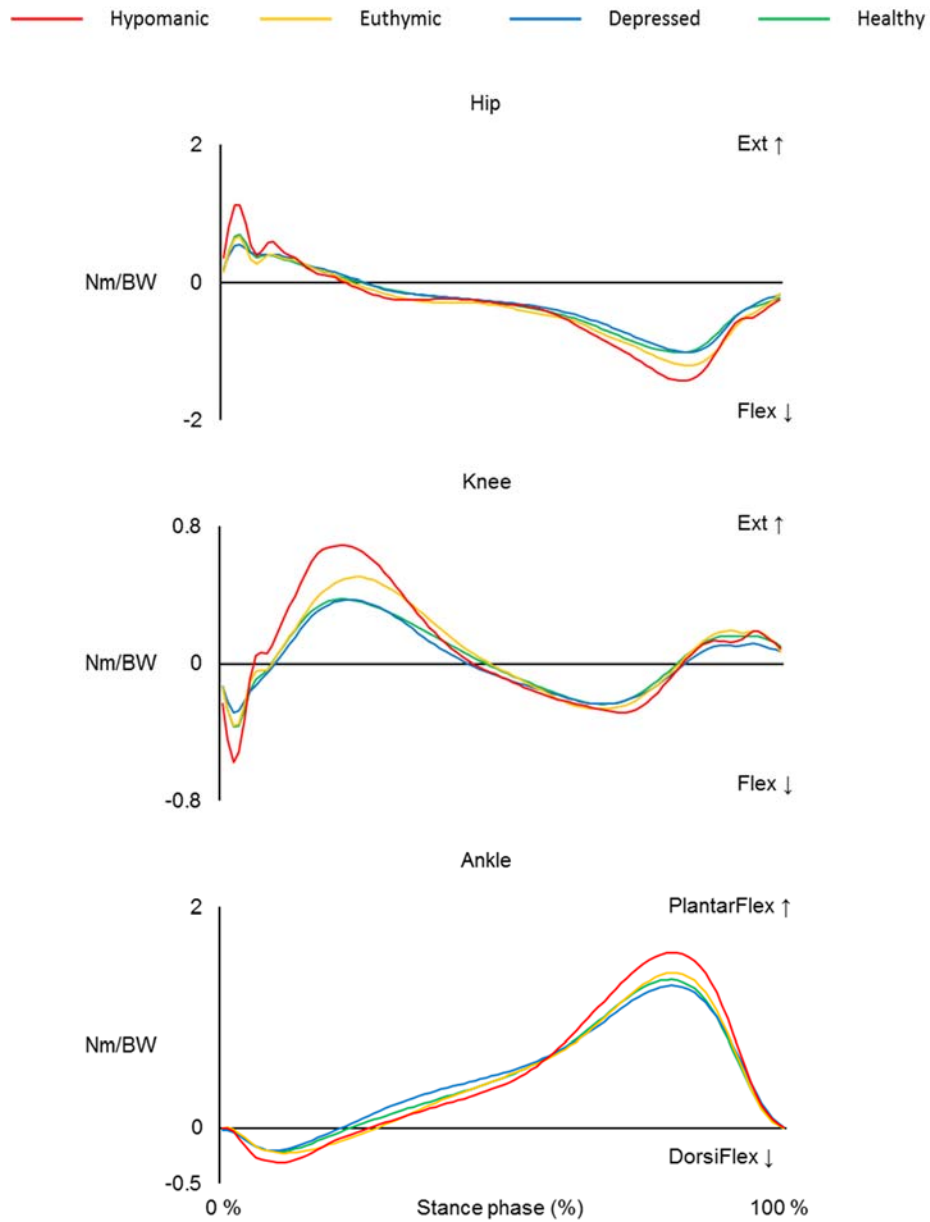 Hypomanic Euthymic Depressed Healthy
Hip
2
Ext ↑
Nm/BW
0
-2
Flex ↓
Knee
0.8
Ext ↑
Nm/BW
0
-0.8
Flex ↓
Ankle
2
PlantarFlex ↑
Nm/BW
0
DorsiFlex ↓
-0.5
0 % Stance phase (%) 100 %